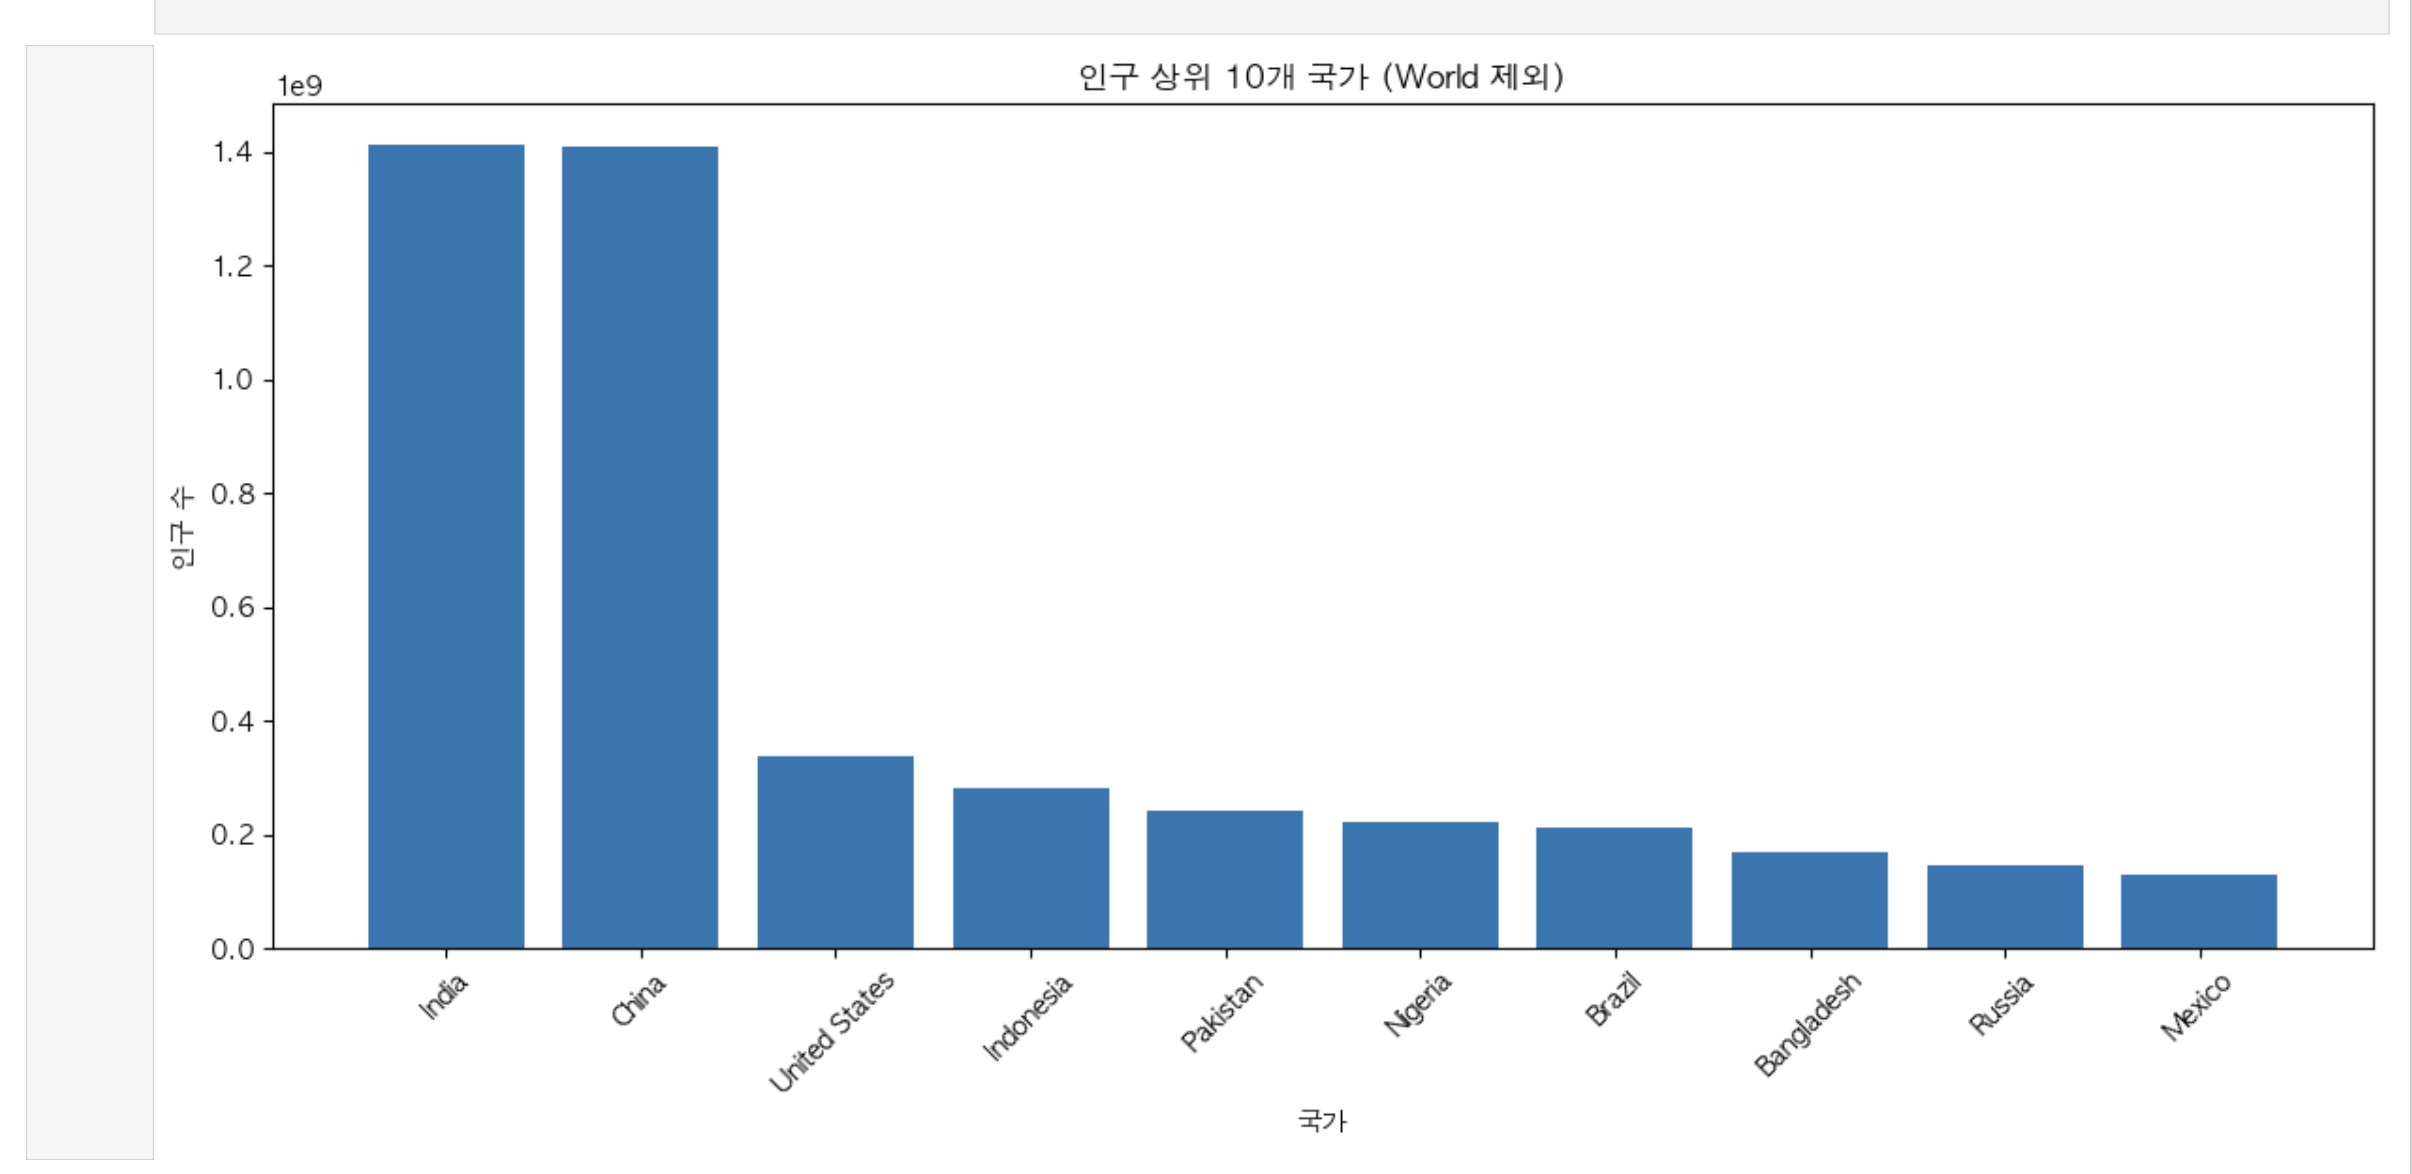 인구 상위 10개 국가 (World 제외)
1e9
1.4
1.2
1.0
0.8
0.6
0.4
0.2
0.0
인구 수
India
China
United States
Indonesia
Pakistan
Nigeria
Brazil
Bangladesh
Russia
Mexico
국가